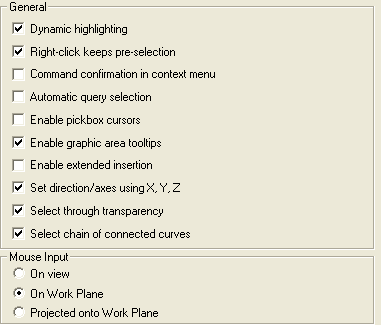 General
Dynamic highlighting
Right-click keeps pre-selection
Command confirmation in context menu
Automatic query selection
Enable pickbox cursors
Enable graphic area tooltips
Enable extended insertion
Set direction/axes using X, Y, Z
Select through transparency
Select chain of connected curves
Mouse Input
On view
On Work Plane
Projected onto Work Plane